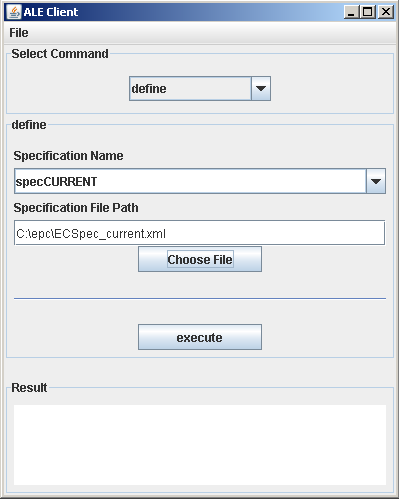 ALE Client
File
Select Command
define
define
Specification Name
specCURRENT
Specification File Path
C:\epc\ECSpec_current.xml
Choose File
execute
Result